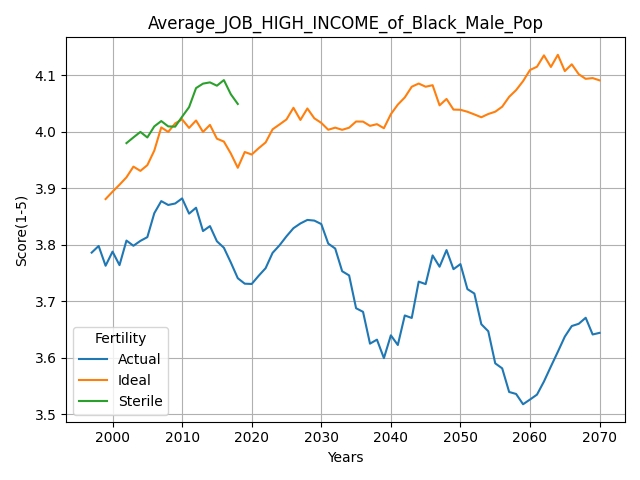 Average_JOB_HIGH_INCOME_of_Black_Male_Pop
Score(1-5)
4.1
4.0
3.9
3.8
3.7
3.6
3.5
Fertility
Actual
Ideal
Sterile
2000 2010 2020 2030 2040 2050 2060 2070
Years